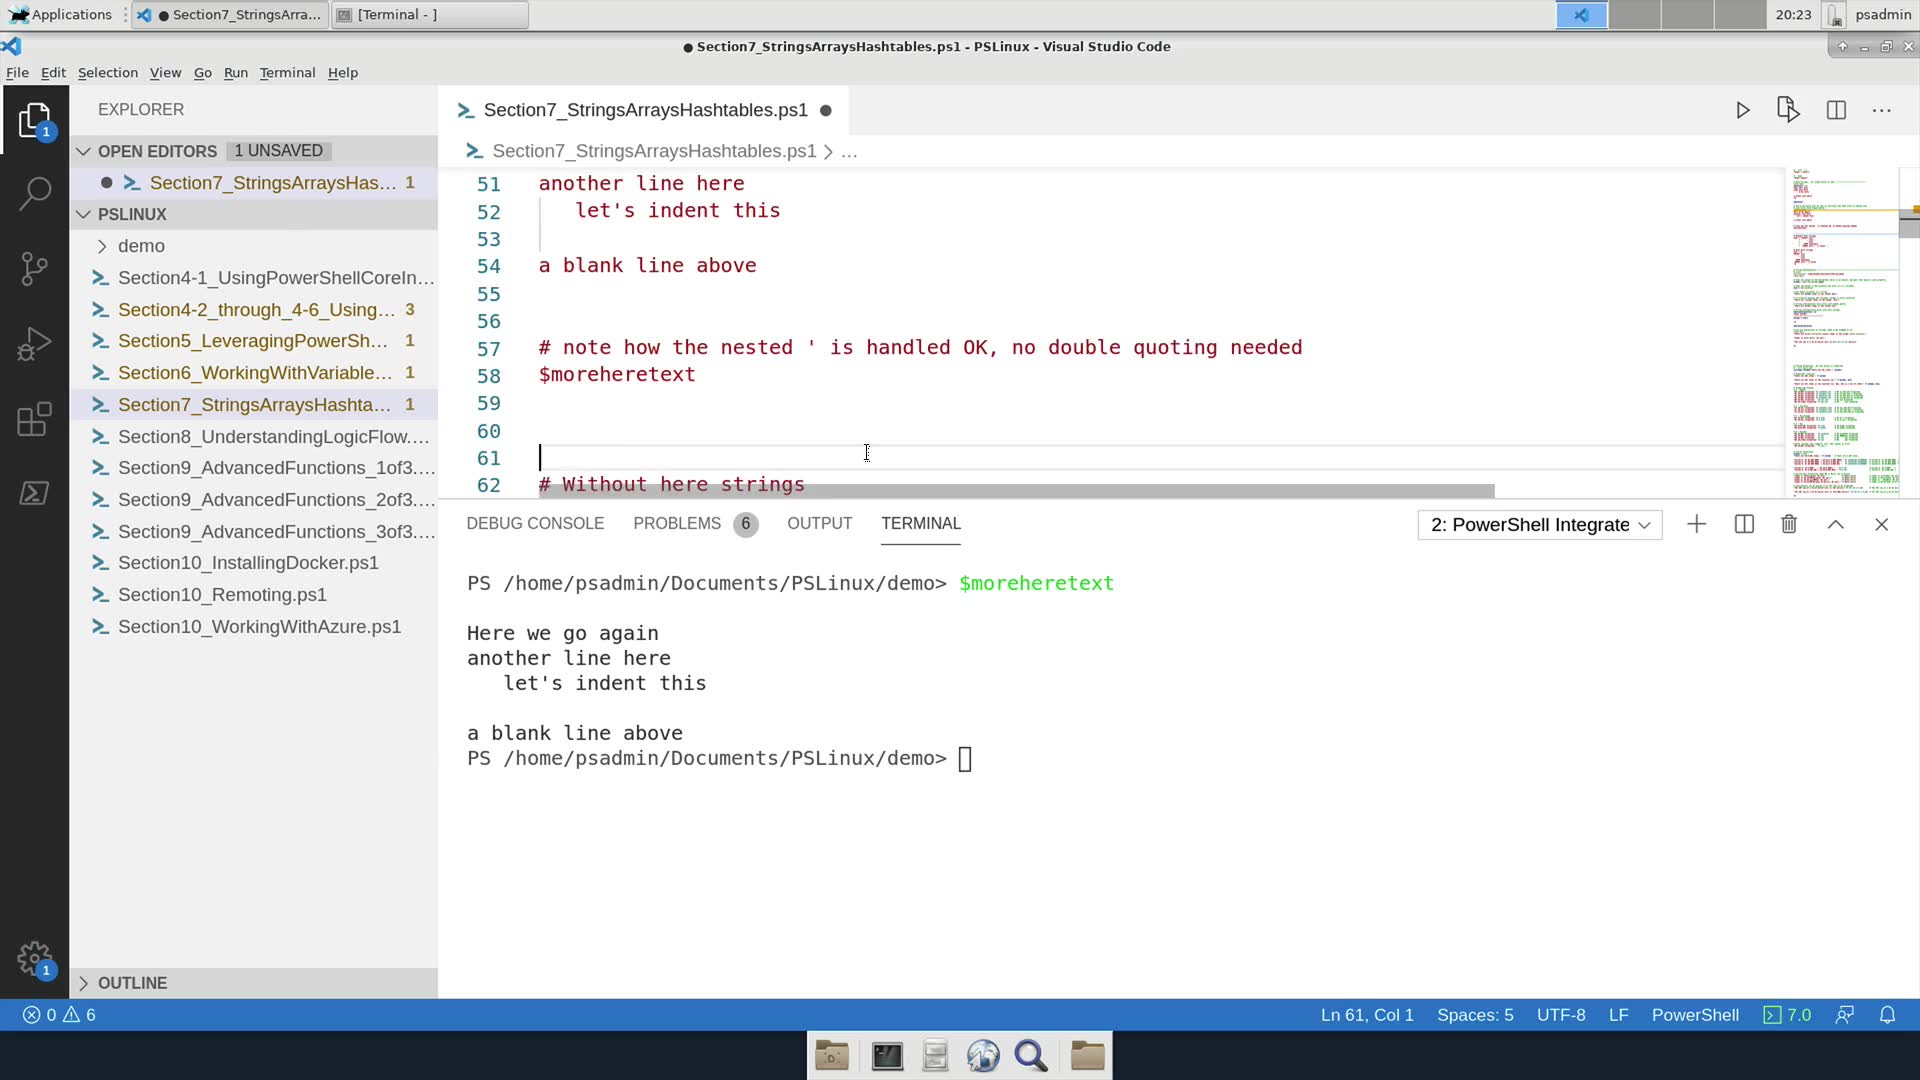 Applications
● Section7_StringsArra...
[Terminal - ]
20:23
psadmin
● Section7_StringsArraysHashtables.ps1 - PSLinux - Visual Studio Code
File Edit Selection View Go Run Terminal Help
EXPLORER
OPEN EDITORS 1 UNSAVED
Section7_StringsArraysHas... 1
PSLINUX
demo
Section4-1_UsingPowerShellCoreIn...
Section4-2_through_4-6_Using... 3
Section5_LeveragingPowerSh... 1
Section6_WorkingWithVariable... 1
Section7_StringsArraysHashta... 1
Section8_UnderstandingLogicFlow....
Section9_AdvancedFunctions_1of3....
Section9_AdvancedFunctions_2of3....
Section9_AdvancedFunctions_3of3....
Section10_InstallingDocker.ps1
Section10_Remoting.ps1
Section10_WorkingWithAzure.ps1
OUTLINE
1
1
Section7_StringsArraysHashtables.ps1 ●
Section7_StringsArraysHashtables.ps1 > ...
51 another line here
52 let's indent this
53
54 a blank line above
55
56
57 # note how the nested ' is handled OK, no double quoting needed
58 $moreheretext
59
60
61
62 # Without here strings
DEBUG CONSOLE PROBLEMS 6 OUTPUT TERMINAL
2: PowerShell Integrate
PS /home/psadmin/Documents/PSLinux/demo> $moreheretext
Here we go again
another line here
let's indent this
a blank line above
PS /home/psadmin/Documents/PSLinux/demo>
0 6
Ln 61, Col 1 Spaces: 5 UTF-8 LF PowerShell 7.0